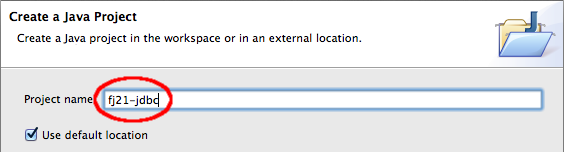 Create a Java Project
Create a Java project in the workspace or in an external location.
Project name: fj21-jdbc
Use default location